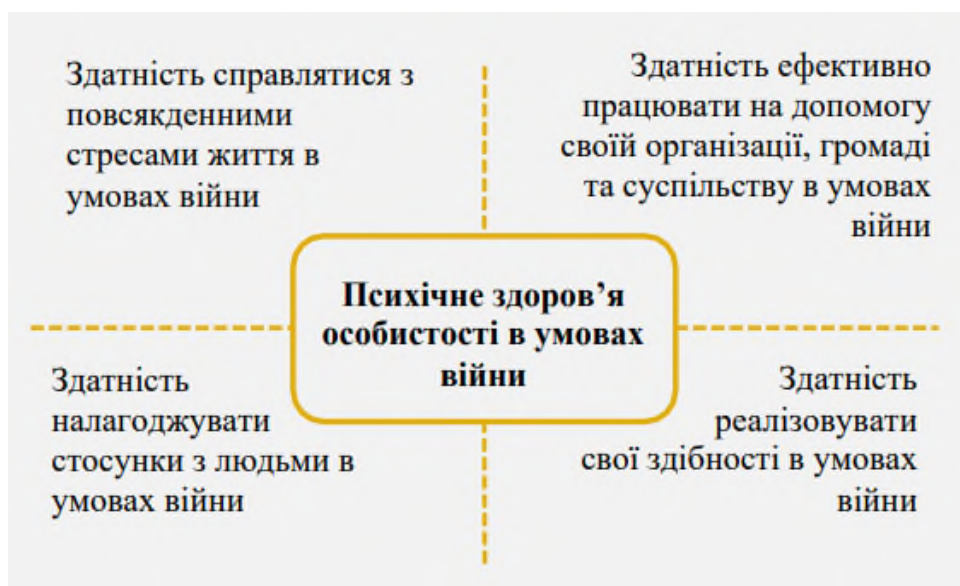 Здатність справлятися з
повсякденними
стресами життя в
умовах війни
Здатність ефективно
працювати на допомогу
своїй організації, громаді
та суспільству в умовах
війни
Психічне здоров’я
особистості в умовах
війни
Здатність
налагоджувати
стосунки з людьми в
умовах війни
Здатність
реалізовувати
свої здібності в умовах
війни